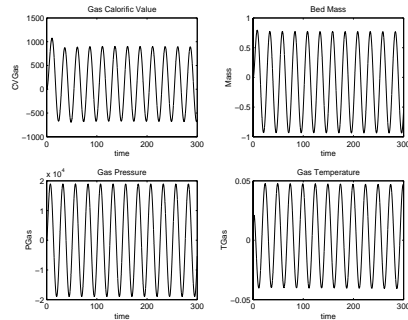 Gas Calorific Value
1500
1000
500
0
−500
−1000
0 100 200 300
time
CVGas
Bed Mass
1
0.5
0
−0.5
−1
0 100 200 300
time
Mass
Gas Pressure
x 10^4
2
1
0
−1
−2
0 100 200 300
time
PGas
Gas Temperature
0.05
0
−0.05
0 100 200 300
time
TGas